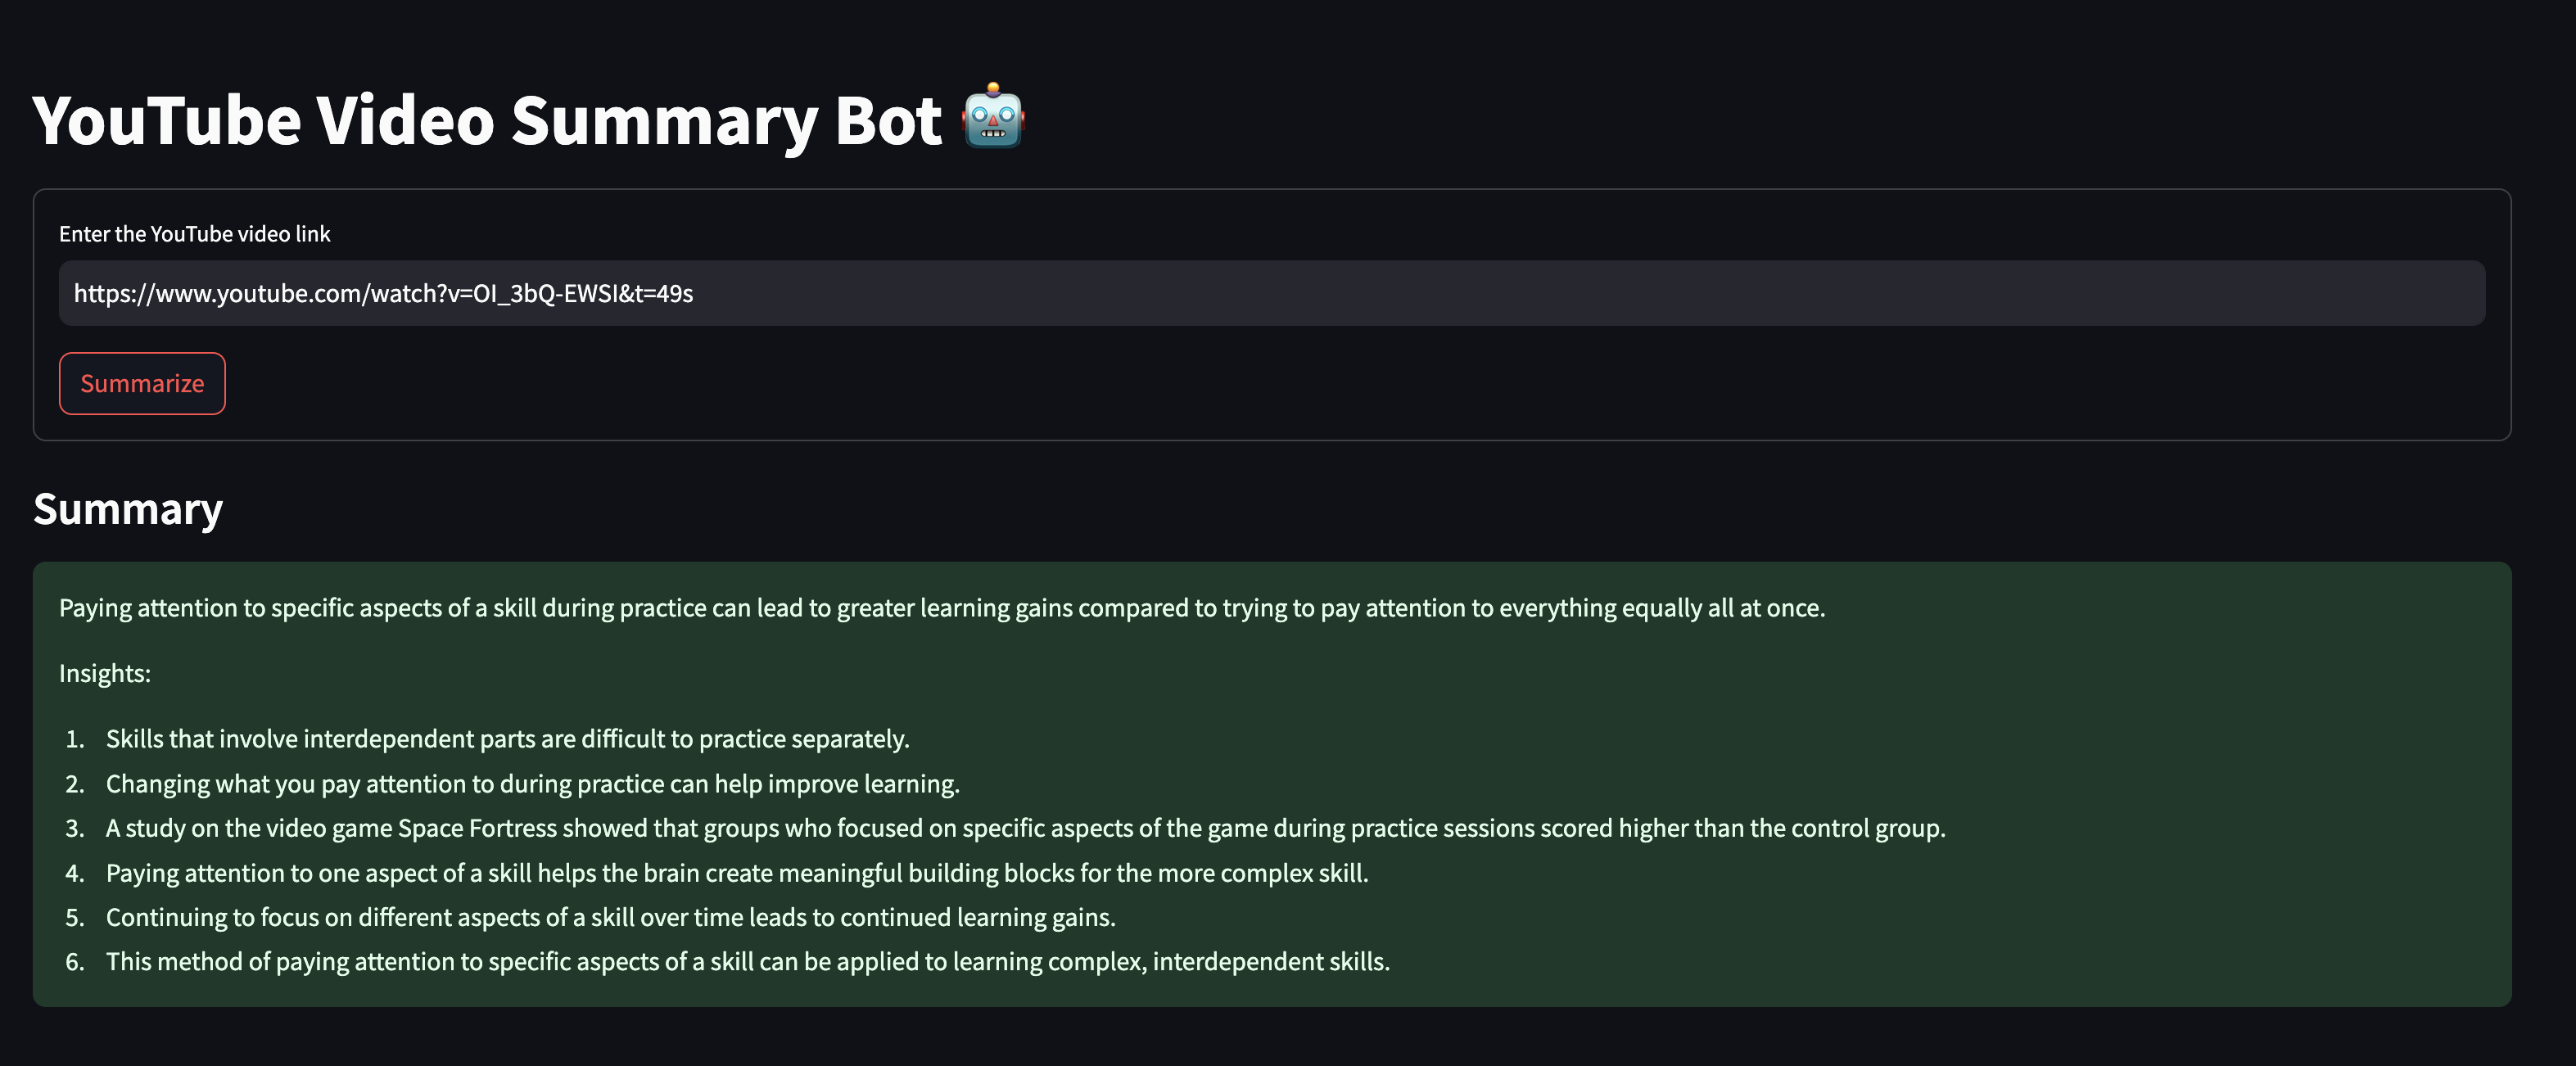 YouTube Video Summary Bot 🤖
Enter the YouTube video link
https://www.youtube.com/watch?v=OI_3bQ-EWSI&t=49s
Summarize
Summary
Paying attention to specific aspects of a skill during practice can lead to greater learning gains compared to trying to pay attention to everything equally all at once.
Insights:
1. Skills that involve interdependent parts are difficult to practice separately.
2. Changing what you pay attention to during practice can help improve learning.
3. A study on the video game Space Fortress showed that groups who focused on specific aspects of the game during practice sessions scored higher than the control group.
4. Paying attention to one aspect of a skill helps the brain create meaningful building blocks for the more complex skill.
5. Continuing to focus on different aspects of a skill over time leads to continued learning gains.
6. This method of paying attention to specific aspects of a skill can be applied to learning complex, interdependent skills.